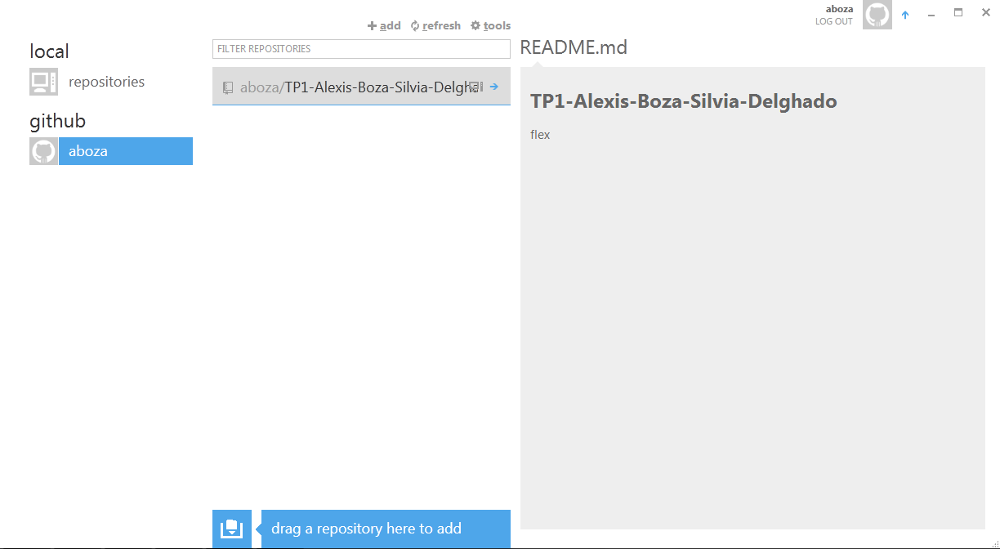 aboza
LOG OUT
add refresh tools
local
repositories
github
aboza
FILTER REPOSITORIES
aboza/TP1-Alexis-Boza-Silvia-Delgha
README.md
TP1-Alexis-Boza-Silvia-Delghado
flex
drag a repository here to add